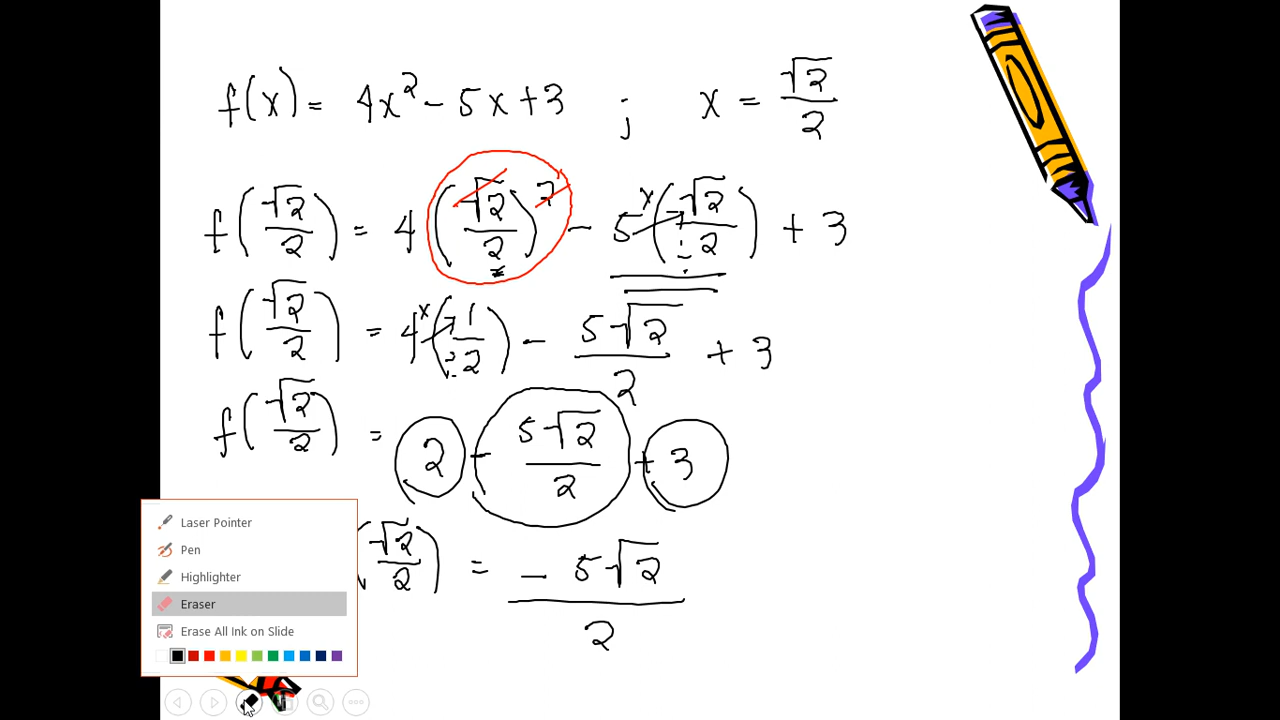 f(x) = 4x² - 5x + 3 ; x = √2/2
f(√2/2) = 4(√2/2)² - 5(√2/2) + 3
f(√2/2) = 4(1/2) - 5√2/2 + 3
f(√2/2) = 2 - 5√2/2 + 3
(√2/2) = - 5√2/2
Laser Pointer
Pen
Highlighter
Eraser
Erase All Ink on Slide